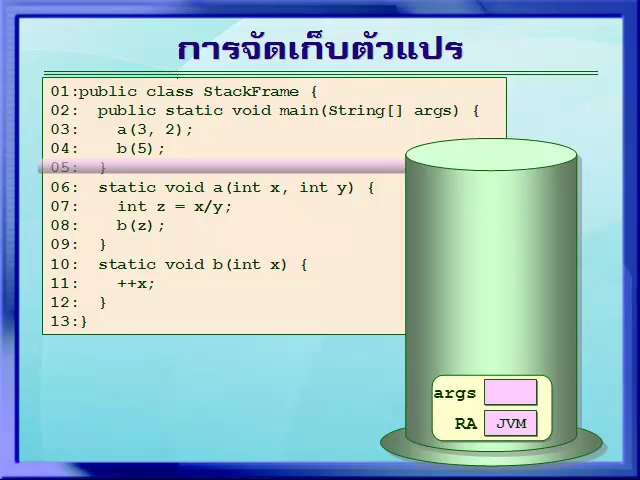 การจัดเก็บตัวแปร
01:public class StackFrame {
02:  public static void main(String[] args) {
03:    a(3, 2);
04:    b(5);
05:  }
06:  static void a(int x, int y) {
07:    int z = x/y;
08:    b(z);
09:  }
10:  static void b(int x) {
11:    ++x;
12:  }
13:}
args
RA JVM